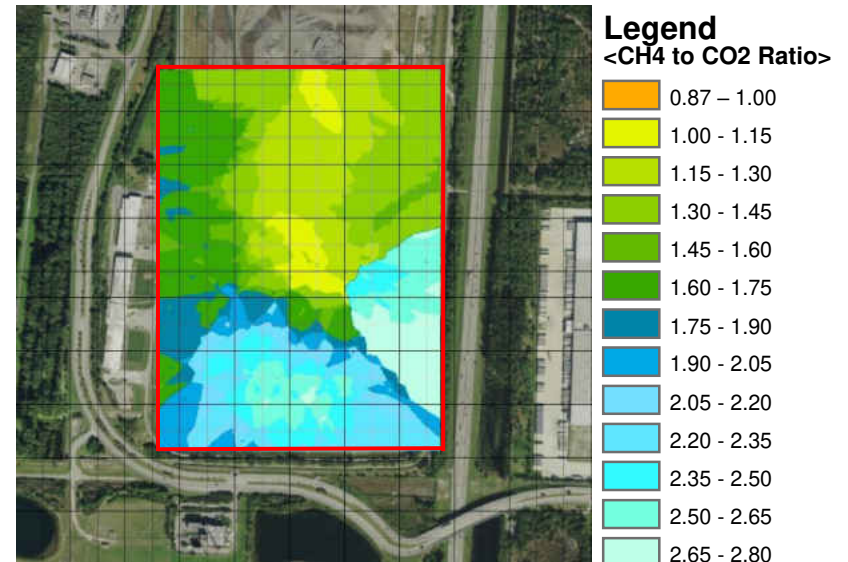 Legend
<CH4 to CO2 Ratio>
0.87 – 1.00
1.00 - 1.15
1.15 - 1.30
1.30 - 1.45
1.45 - 1.60
1.60 - 1.75
1.75 - 1.90
1.90 - 2.05
2.05 - 2.20
2.20 - 2.35
2.35 - 2.50
2.50 - 2.65
2.65 - 2.80